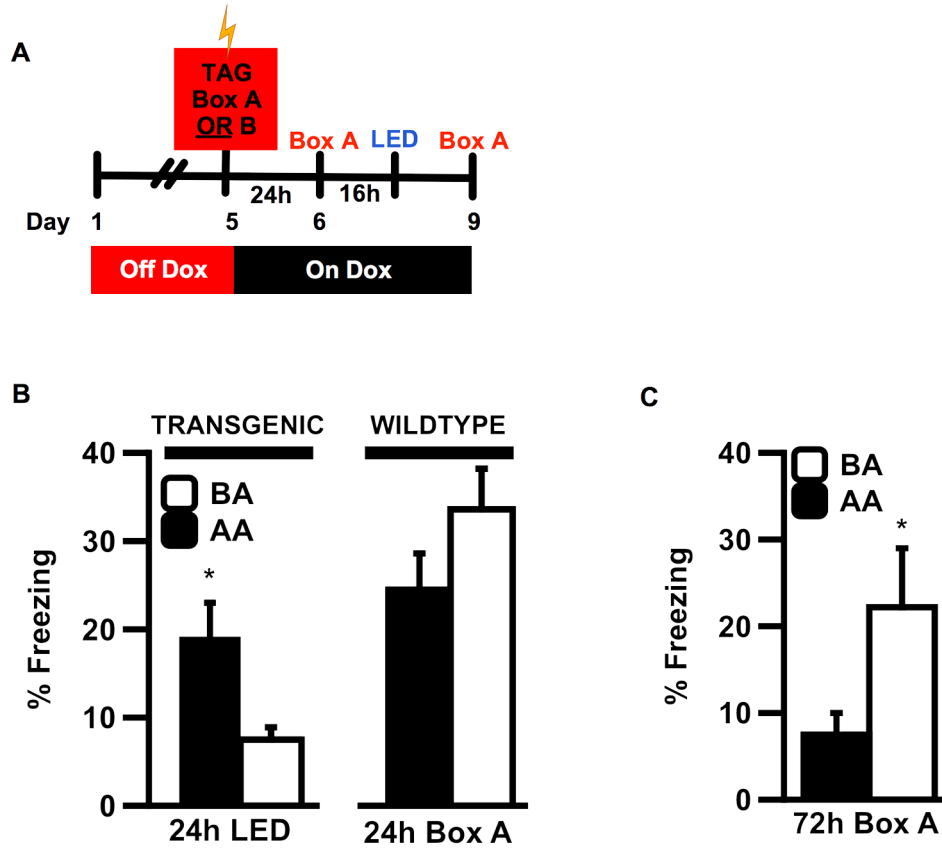 A
TAG
Box A
OR B
Box A LED Box A
24h 16h
Day 1 5 6 9
Off Dox On Dox
B
TRANSGENIC WILDTYPE
40
30
20
10
0
% Freezing
BA
AA
*
24h LED 24h Box A
C
40
30
20
10
0
% Freezing
BA
AA
*
72h Box A